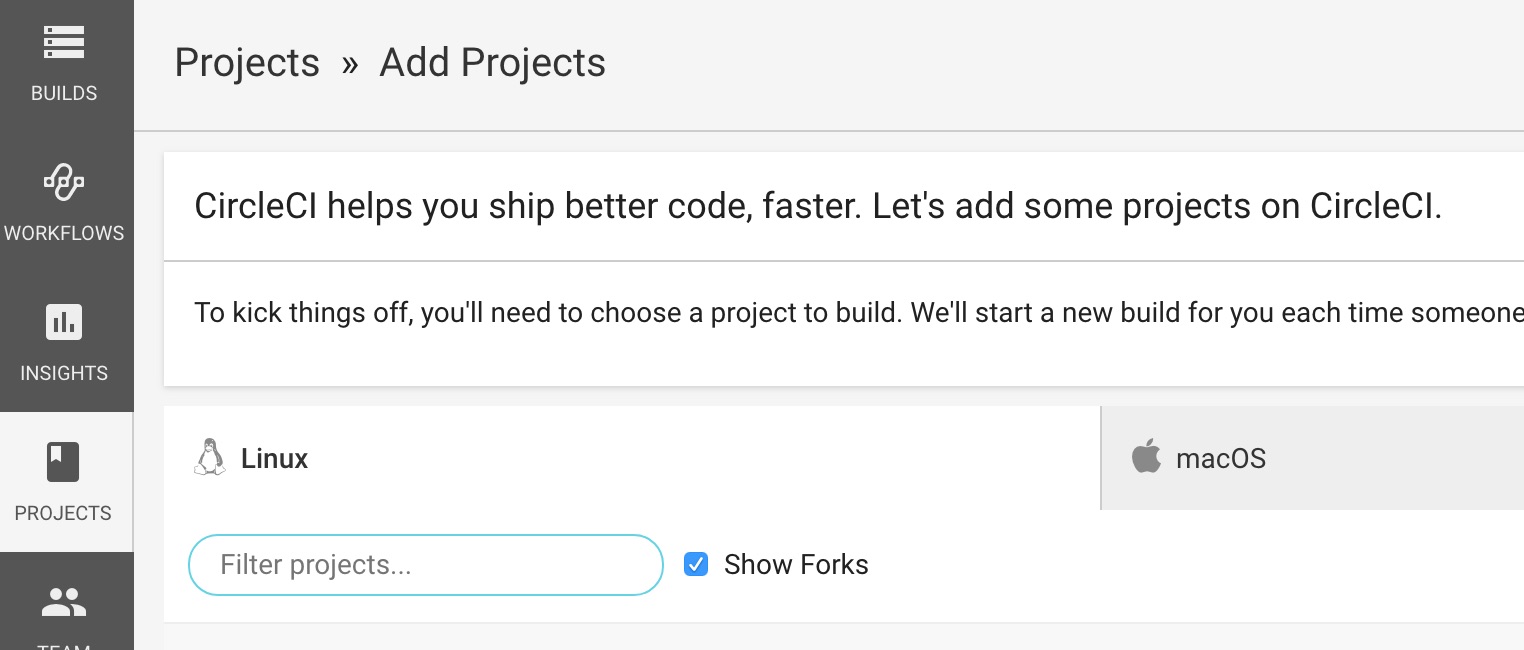 BUILDS
WORKFLOWS
INSIGHTS
PROJECTS
TEAM
Projects » Add Projects
CircleCI helps you ship better code, faster. Let's add some projects on CircleCI.
To kick things off, you'll need to choose a project to build. We'll start a new build for you each time someone
Linux
macOS
Filter projects...
Show Forks